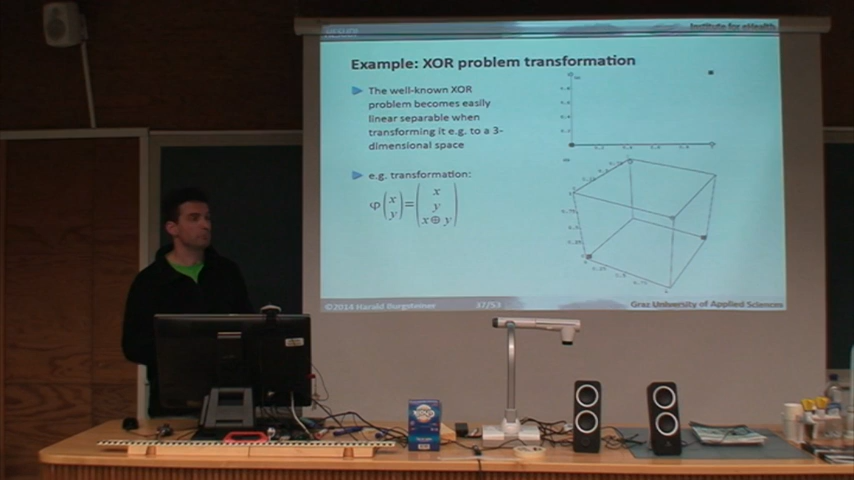 Institute for eHealth
Example: XOR problem transformation
The well-known XOR
problem becomes easily
linear separable when
transforming it e.g. to a 3-
dimensional space
e.g. transformation:
φ(x y)=(x y x⊕y)
©2014 Harald Burgsteiner 37/53 Graz University of Applied Sciences